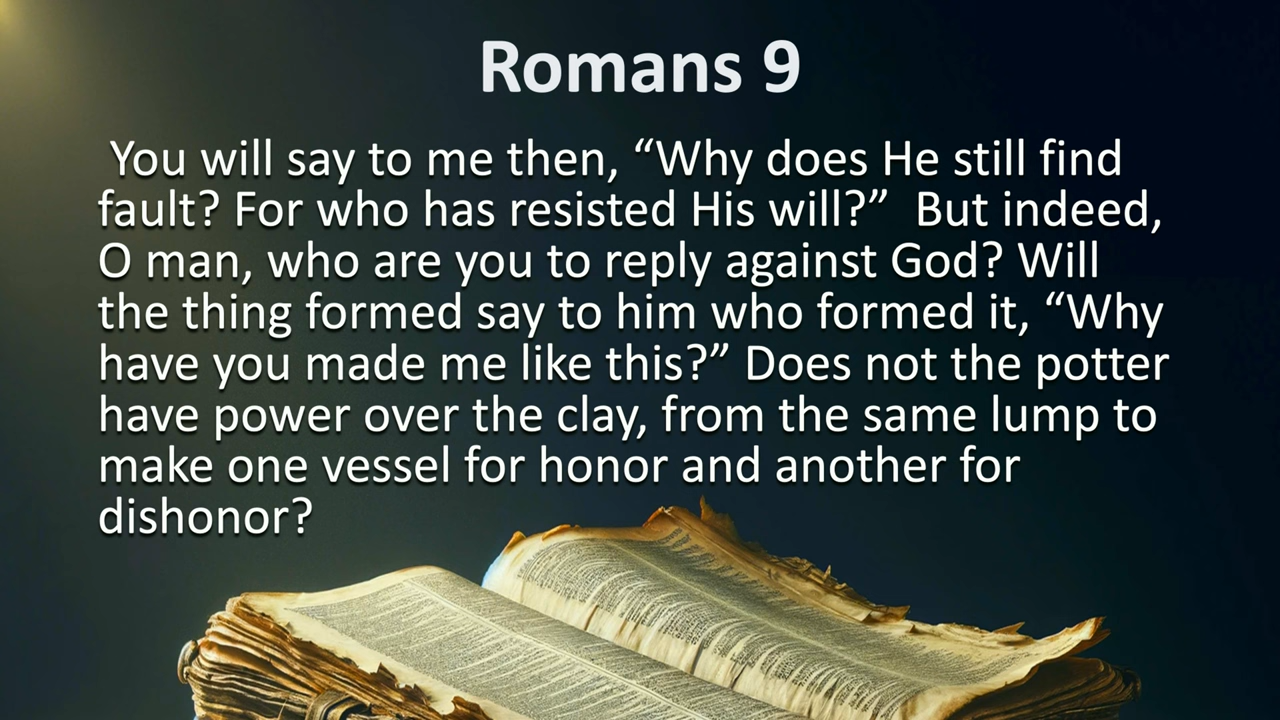 Romans 9
You will say to me then, “Why does He still find
fault? For who has resisted His will?”  But indeed,
O man, who are you to reply against God? Will
the thing formed say to him who formed it, “Why
have you made me like this?” Does not the potter
have power over the clay, from the same lump to
make one vessel for honor and another for
dishonor?